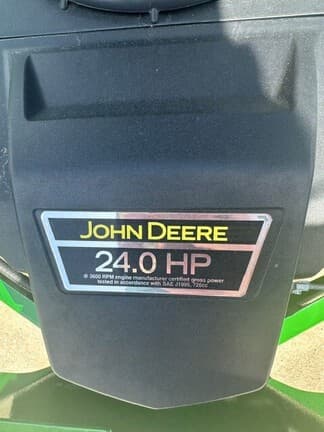 JOHN DEERE
24.0 HP
@ 3600 RPM engine manufacturer certified gross power
tested in accordance with SAE J1995, 726cc